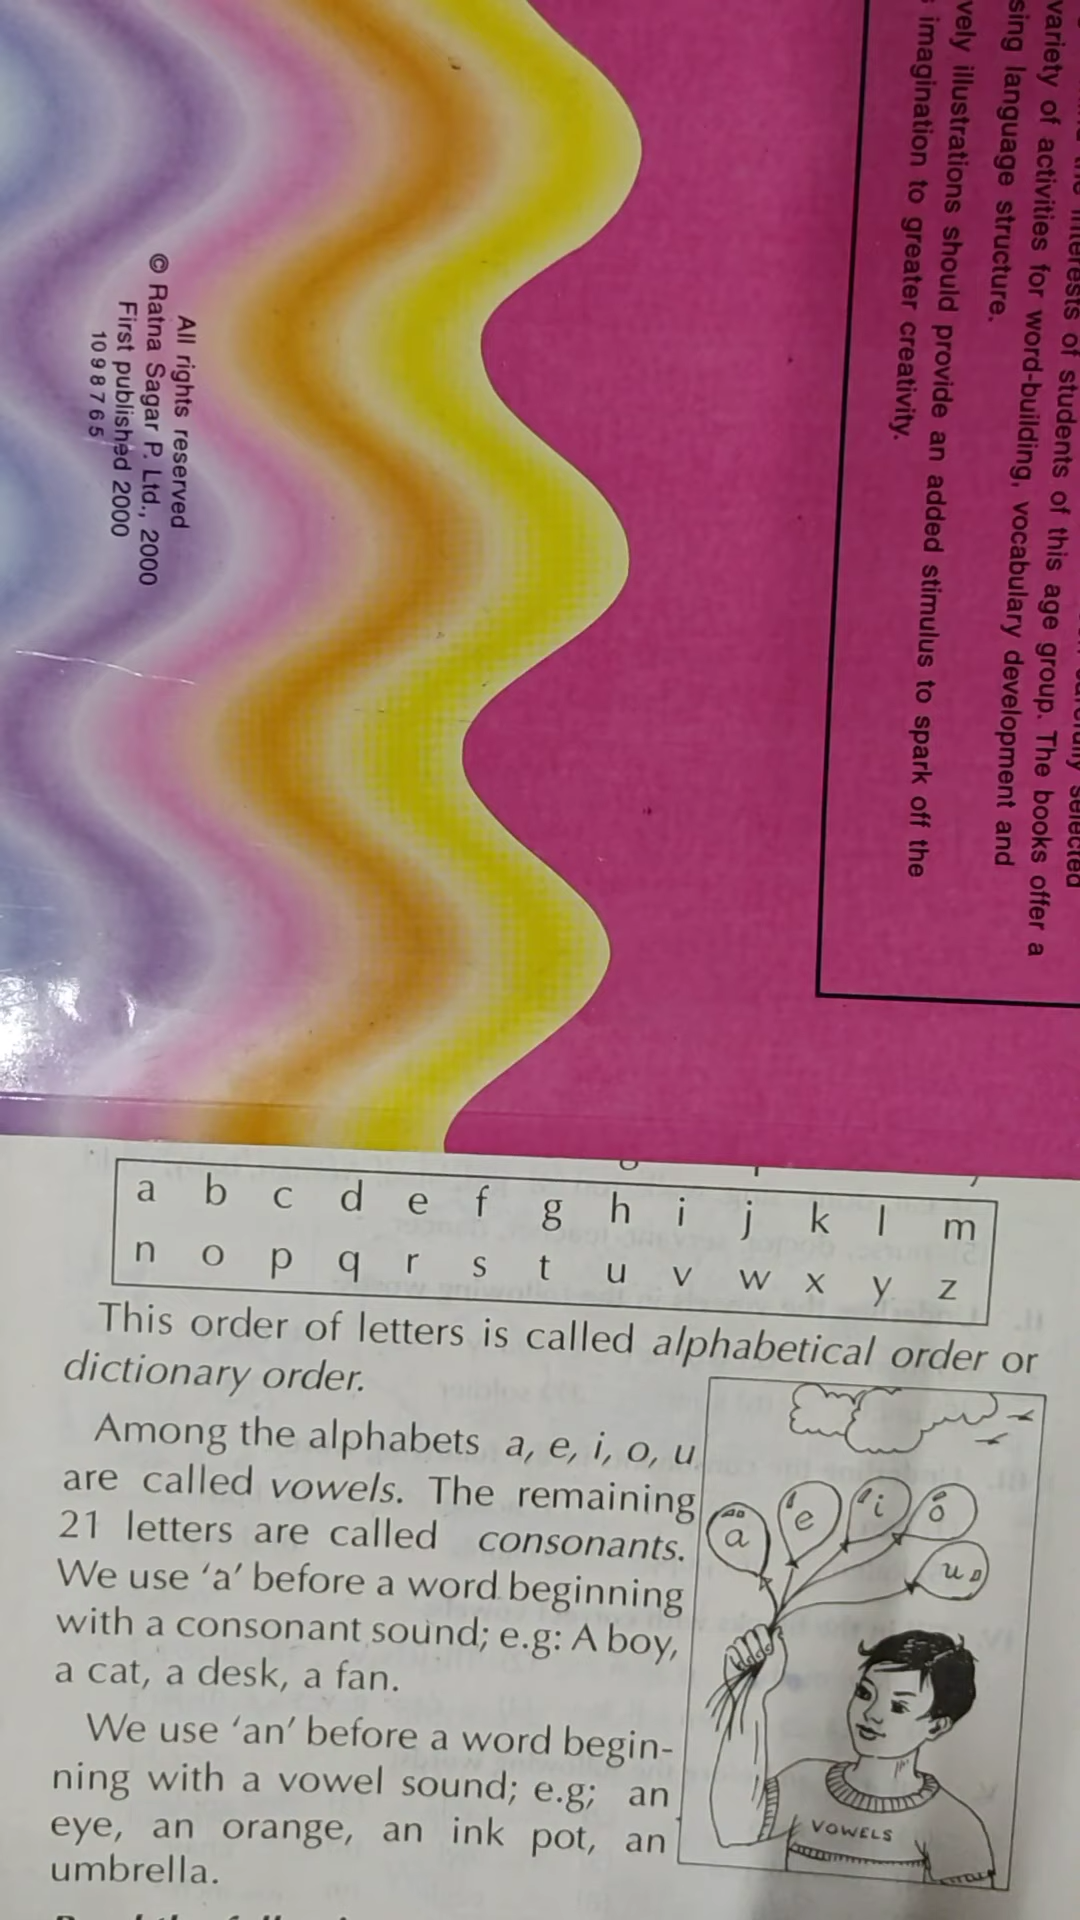 the interests of students of this age group. The books offer a
variety of activities for word-building, vocabulary development and
sing language structure.
vely illustrations should provide an added stimulus to spark off the
imagination to greater creativity.
All rights reserved
© Ratna Sagar P. Ltd., 2000
First published 2000
10 9 8 7 6 5
a b c d e f g h i j k l m
n o p q r s t u v w x y z
This order of letters is called alphabetical order or
dictionary order.
Among the alphabets a, e, i, o, u
are called vowels. The remaining
21 letters are called consonants.
We use ‘a’ before a word beginning
with a consonant sound; e.g: A boy,
a cat, a desk, a fan.
We use ‘an’ before a word begin-
ning with a vowel sound; e.g; an
eye, an orange, an ink pot, an
umbrella.
a e i o u
VOWELS